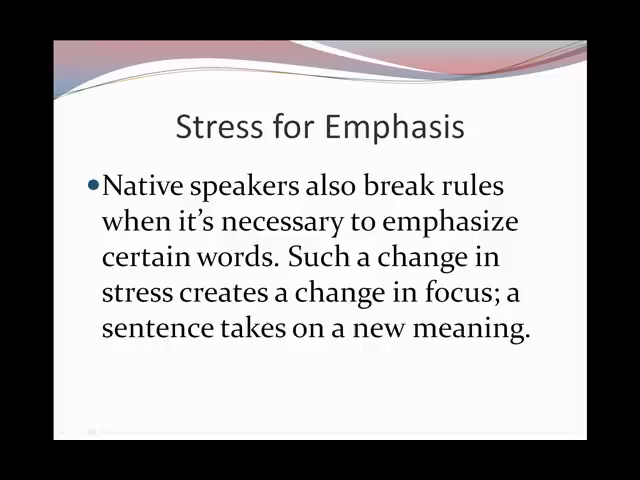 Stress for Emphasis
•Native speakers also break rules
when it's necessary to emphasize
certain words. Such a change in
stress creates a change in focus; a
sentence takes on a new meaning.